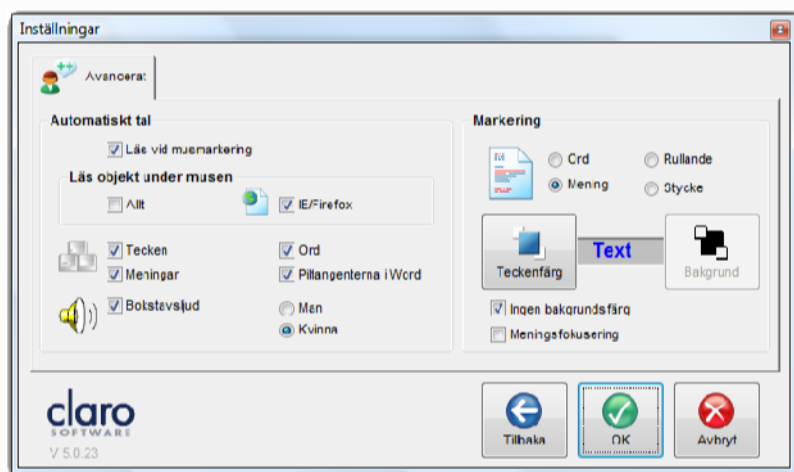 Inställningar
Avancerat
Automatiskt tal
Läs vid musmarkering
Läs objekt under musen
Allt
IE/Firefox
Tecken
Ord
Meningar
Piltangenterna i Word
Bokstavsljud
Man
Kvinna
Markering
Ord
Rullande
Mening
Stycke
Teckenfärg
Text
Bakgrund
Ingen bakgrundsfärg
Meningsfokusering
claro
SOFTWARE
V 5.0.23
Tillbaka
OK
Avbryt